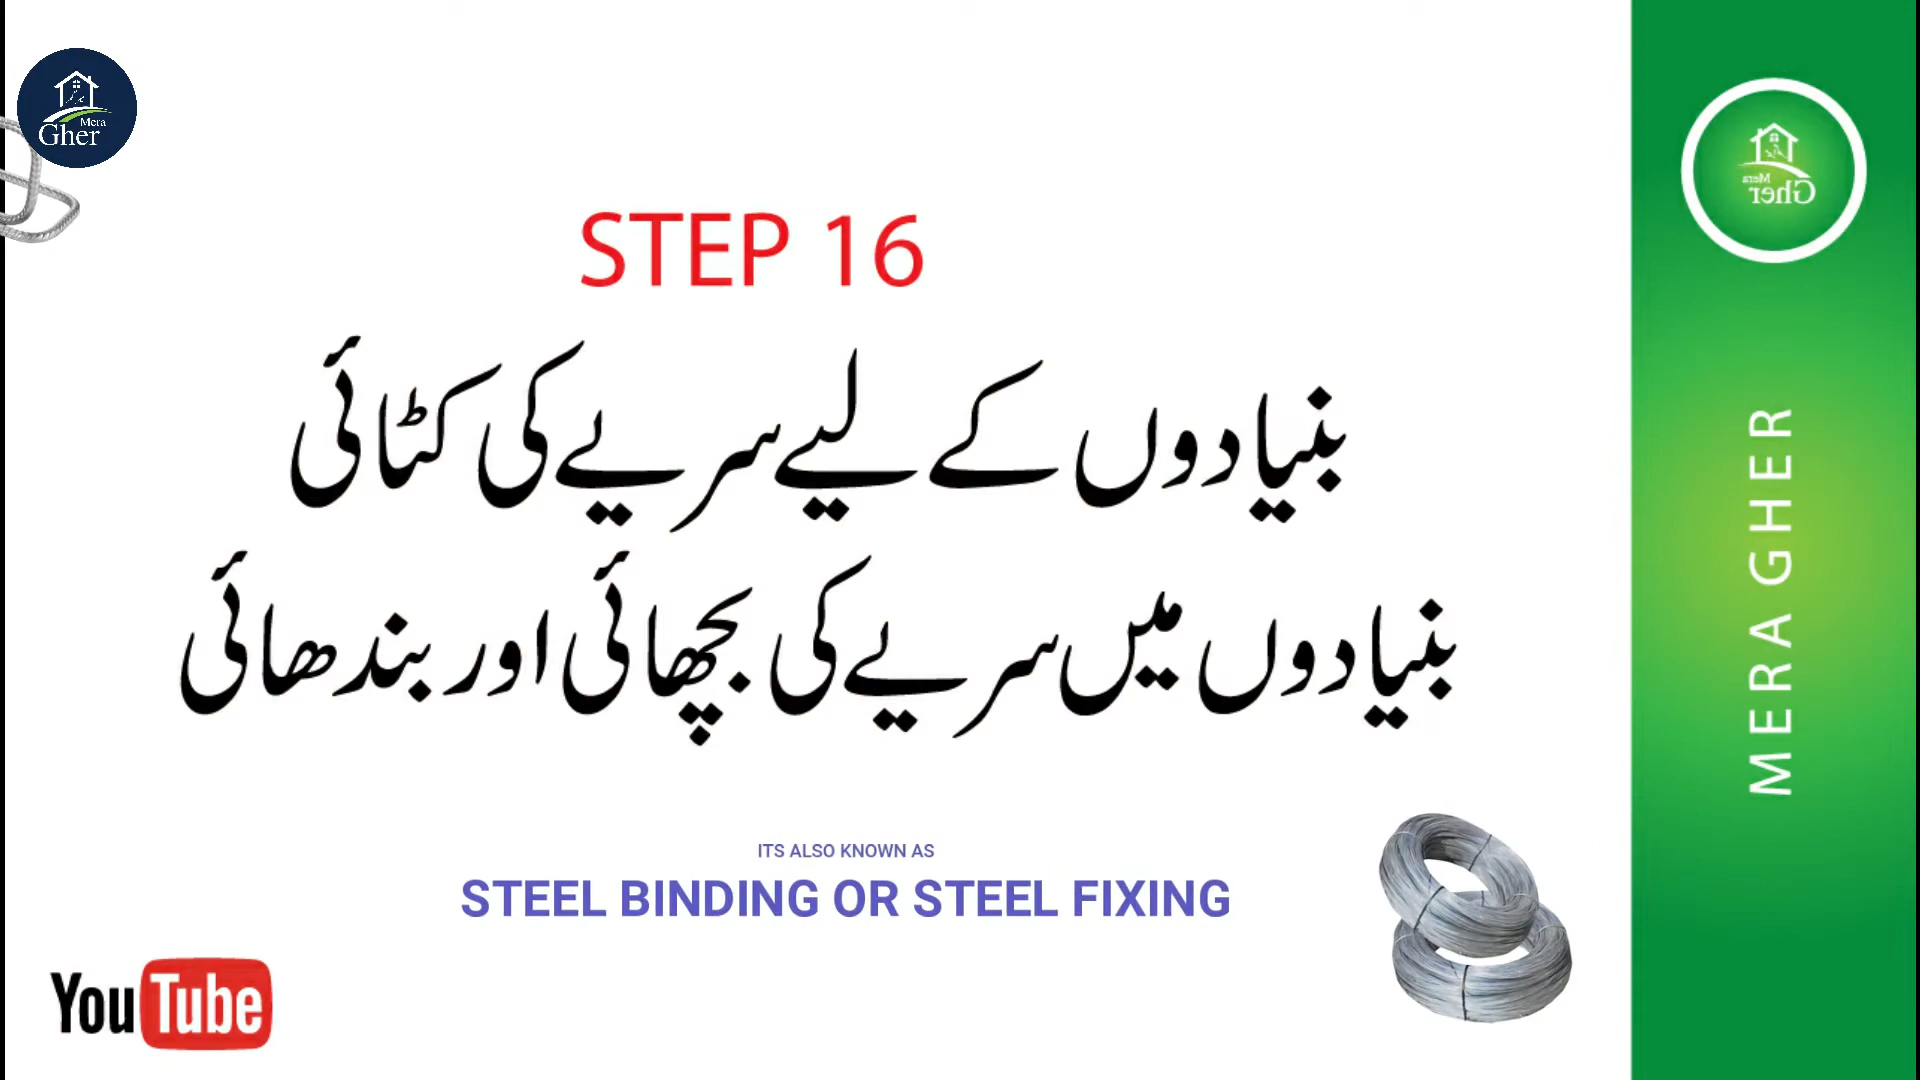 Mera
Gher
STEP 16
بنیادوں کے لیے سریے کی کٹائی
بنیادوں میں سریے کی بچھائی اور بندھائی
ITS ALSO KNOWN AS
STEEL BINDING OR STEEL FIXING
YouTube
Mera
Gher
MERA GHER